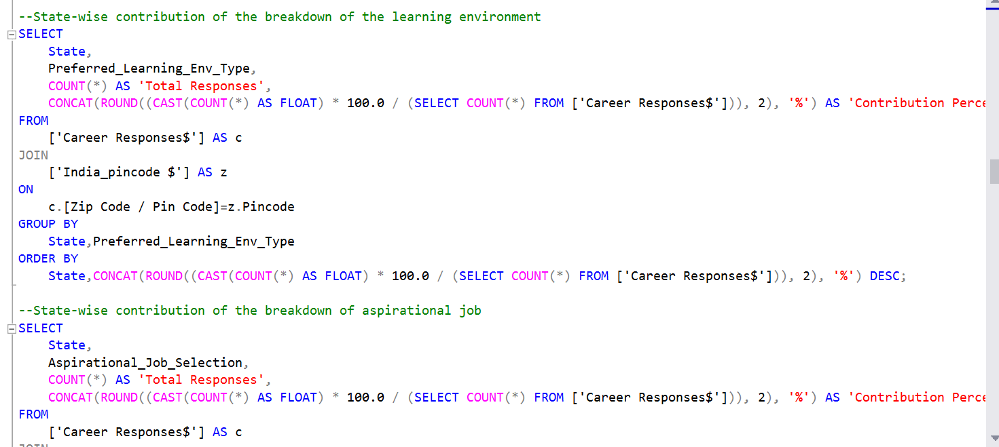 --State-wise contribution of the breakdown of the learning environment
SELECT
    State,
    Preferred_Learning_Env_Type,
    COUNT(*) AS 'Total Responses',
    CONCAT(ROUND((CAST(COUNT(*) AS FLOAT) * 100.0 / (SELECT COUNT(*) FROM ['Career Responses$'])), 2), '%') AS 'Contribution Perce
FROM
    ['Career Responses$'] AS c
JOIN
    ['India_pincode $'] AS z
ON
    c.[Zip Code / Pin Code]=z.Pincode
GROUP BY
    State,Preferred_Learning_Env_Type
ORDER BY
    State,CONCAT(ROUND((CAST(COUNT(*) AS FLOAT) * 100.0 / (SELECT COUNT(*) FROM ['Career Responses$'])), 2), '%') DESC;

--State-wise contribution of the breakdown of aspirational job
SELECT
    State,
    Aspirational_Job_Selection,
    COUNT(*) AS 'Total Responses',
    CONCAT(ROUND((CAST(COUNT(*) AS FLOAT) * 100.0 / (SELECT COUNT(*) FROM ['Career Responses$'])), 2), '%') AS 'Contribution Perce
FROM
    ['Career Responses$'] AS c
JOIN